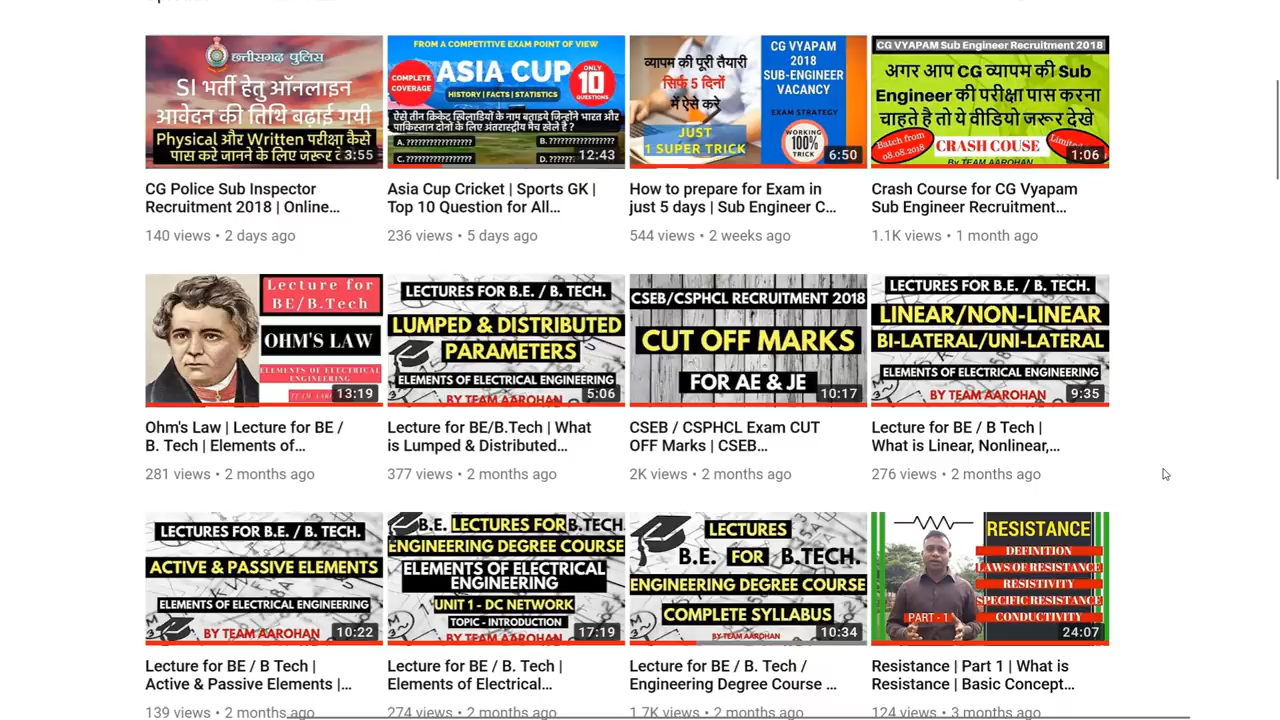 छत्तीसगढ़ पुलिस
SI भर्ती हेतु ऑनलाइन
आवेदन की तिथि बढ़ाई गयी
Physical और Written परीक्षा कैसे
पास करें जानने के लिए जरूर
3:55
FROM A COMPETITIVE EXAM POINT OF VIEW
COMPLETE
COVERAGE
ASIA CUP
HISTORY | FACTS | STATISTICS
ONLY
10
QUESTIONS
ऐसे तीन क्रिकेट खिलाडियों के नाम बताइये जिन्होंने भारत और
पाकिस्तान दोनों के लिए अंतरास्ट्रीय मैच खेले है ?
A. ????????????????
B. ????????????????
C. ????????????????
D. ?????
12:43
व्यापम की पूरी तैयारी
सिर्फ 5 दिनों
में ऐसे करे
JUST
1 SUPER TRICK
CG VYAPAM
2018
SUB-ENGINEER
VACANCY
EXAM STRATEGY
WORKING
100%
TRICK
6:50
CG VYAPAM Sub Engineer Recruitment 2018
अगर आप CG व्यापम की Sub
Engineer की परीक्षा पास करना
चाहते है तो ये वीडियो जरूर देखे
Batch from
08.08.2018
CRASH COUSE
By TEAM AAROHAN
1:06
CG Police Sub Inspector
Recruitment 2018 | Online...
140 views • 2 days ago
Asia Cup Cricket | Sports GK |
Top 10 Question for All...
236 views • 5 days ago
How to prepare for Exam in
just 5 days | Sub Engineer C...
544 views • 2 weeks ago
Crash Course for CG Vyapam
Sub Engineer Recruitment...
1.1K views • 1 month ago
Lecture for
BE/B.Tech
OHM'S LAW
ELEMENTS OF ELECTRICAL
ENGINEERING
13:19
LECTURES FOR B.E. / B. TECH.
LUMPED & DISTRIBUTED
PARAMETERS
ELEMENTS OF ELECTRICAL ENGINEERING
BY TEAM AAROHAN
5:06
CSEB/CSPHCL RECRUITMENT 2018
CUT OFF MARKS
FOR AE & JE
10:17
LECTURES FOR B.E. / B. TECH.
LINEAR/NON-LINEAR
BI-LATERAL/UNI-LATERAL
ELEMENTS OF ELECTRICAL ENGINEERING
BY TEAM AAROHAN
9:35
Ohm's Law | Lecture for BE /
B. Tech | Elements of...
281 views • 2 months ago
Lecture for BE/B.Tech | What
is Lumped & Distributed...
377 views • 2 months ago
CSEB / CSPHCL Exam CUT
OFF Marks | CSEB...
2K views • 2 months ago
Lecture for BE / B Tech |
What is Linear, Nonlinear,...
276 views • 2 months ago
LECTURES FOR B.E. / B. TECH.
ACTIVE & PASSIVE ELEMENTS
ELEMENTS OF ELECTRICAL ENGINEERING
BY TEAM AAROHAN
10:22
B.E. LECTURES FOR B.TECH.
ENGINEERING DEGREE COURSE
ELEMENTS OF ELECTRICAL
ENGINEERING
UNIT 1 - DC NETWORK
TOPIC - INTRODUCTION
BY TEAM AAROHAN
17:19
LECTURES
B.E. FOR B.TECH.
ENGINEERING DEGREE COURSE
COMPLETE SYLLABUS
BY TEAM AAROHAN
10:34
RESISTANCE
DEFINITION
LAWS OF RESISTANCE
RESISTIVITY
SPECIFIC RESISTANCE
CONDUCTIVITY
PART - 1
24:07
Lecture for BE / B Tech |
Active & Passive Elements |...
139 views • 2 months ago
Lecture for BE / B. Tech |
Elements of Electrical...
274 views • 2 months ago
Lecture for BE / B. Tech /
Engineering Degree Course ...
1.7K views • 2 months ago
Resistance | Part 1 | What is
Resistance | Basic Concept...
124 views • 3 months ago